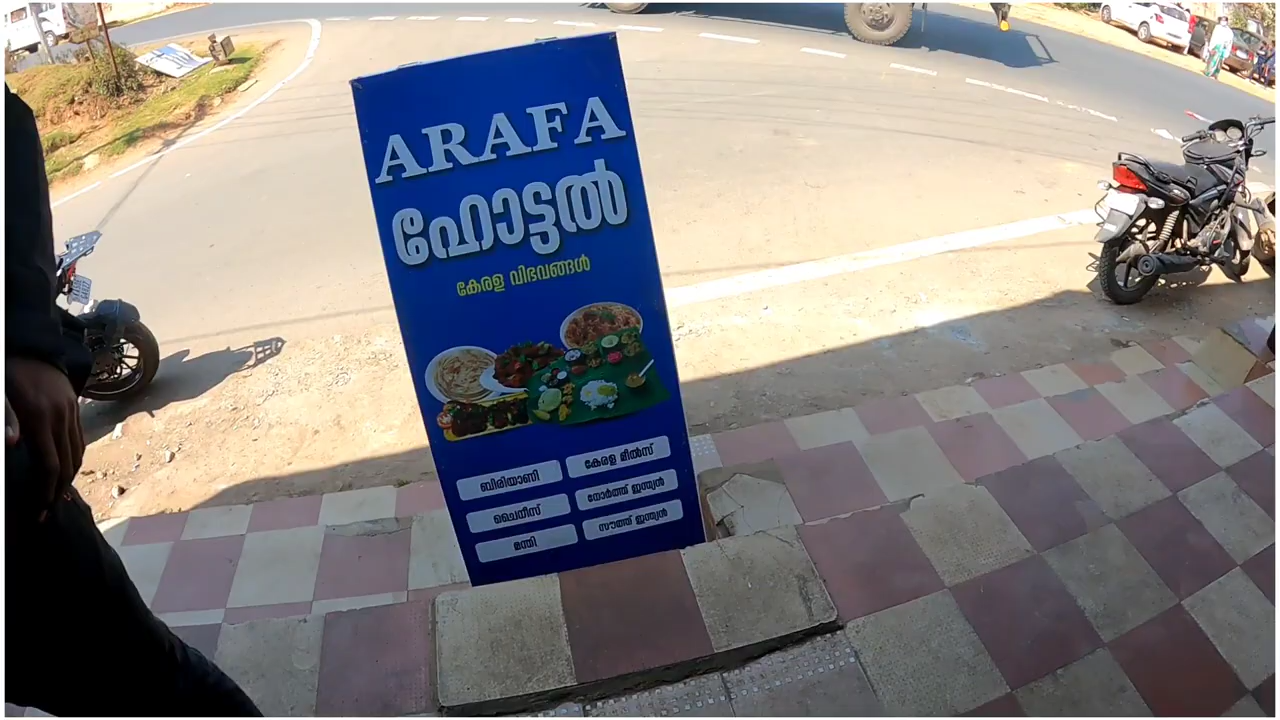 ARAFA
ഹോട്ടൽ
കേരള വിഭവങ്ങൾ
ബിരിയാണി
കേരള മീൽസ്
ചൈനീസ്
നോർത്ത് ഇന്ത്യൻ
മന്തി
സൗത്ത് ഇന്ത്യൻ